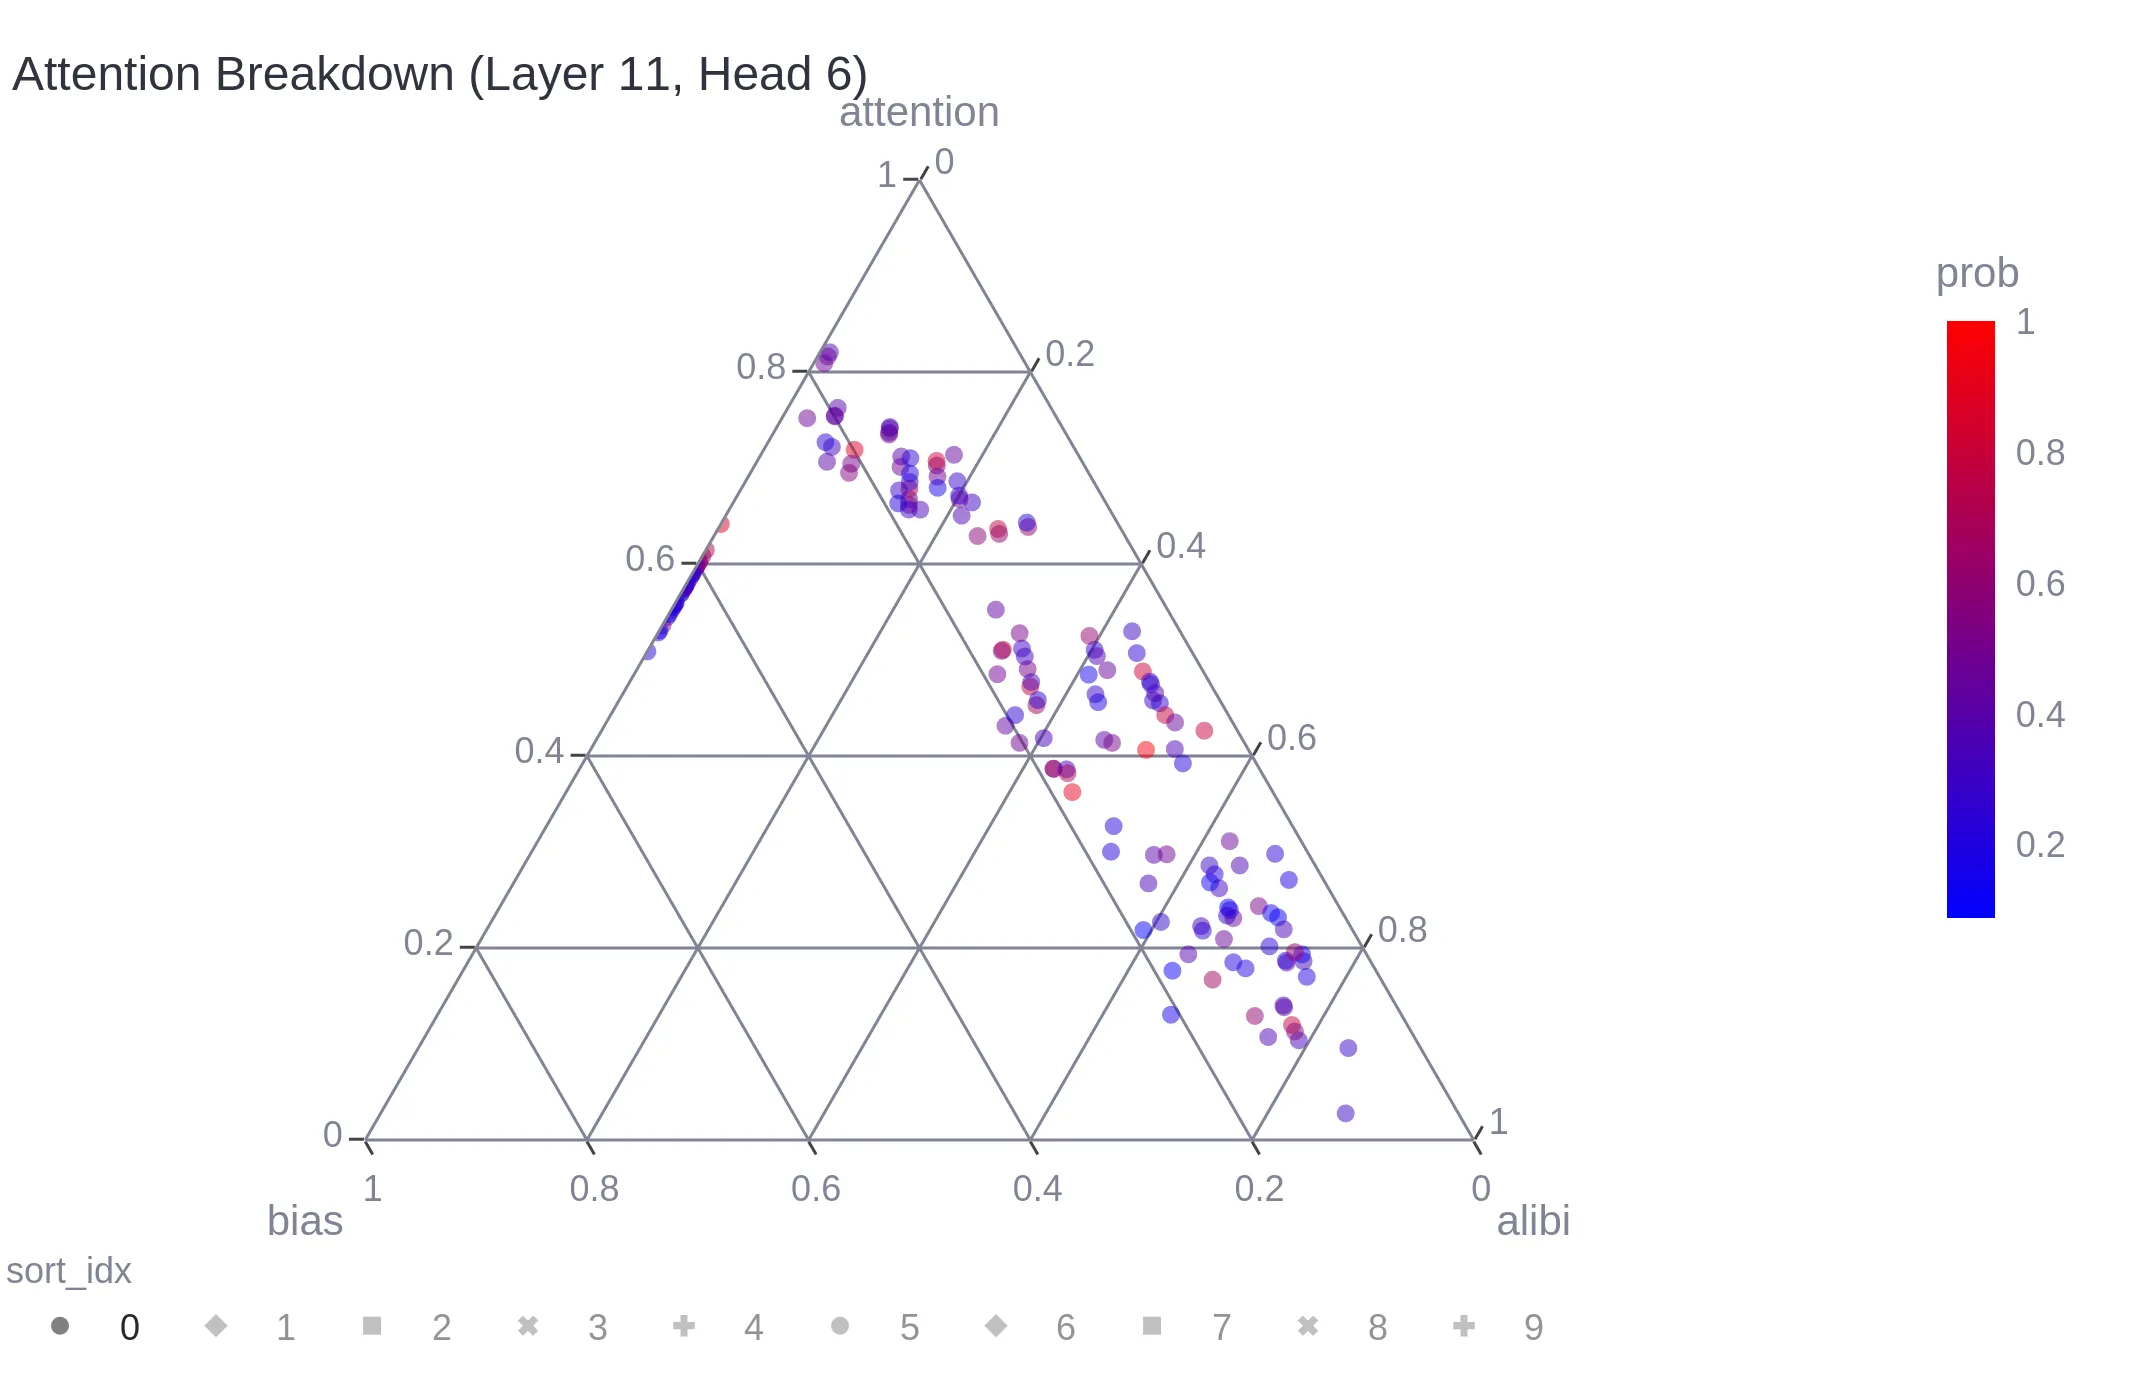 Attention Breakdown (Layer 11, Head 6)
attention
1 0
0.8 0.2
0.6 0.4
0.4 0.6
0.2 0.8
0 1
1 0.8 0.6 0.4 0.2 0
bias alibi
prob
1
0.8
0.6
0.4
0.2
sort_idx
0 1 2 3 4 5 6 7 8 9